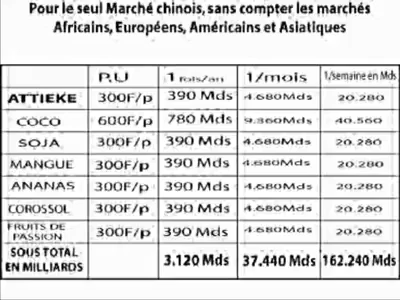 Pour le seul Marché chinois, sans compter les marchés
Africains, Européens, Américains et Asiatiques
P.U 1 fois/an 1/mois 1/semaine en Mds
ATTIEKE 300F/p 390 Mds 4.680Mds 20.280
COCO 600F/p 780 Mds 9.360Mds 40.560
SOJA 300F/p 390 Mds 4.680Mds 20.280
MANGUE 300F/p 390 Mds 4.680Mds 20.280
ANANAS 300F/p 390 Mds 4.680Mds 20.280
COROSSOL 300F/p 390 Mds 4.680Mds 20.280
FRUITS DE PASSION 300F/p 390 Mds 4.680Mds 20.280
SOUS TOTAL
EN MILLIARDS 3.120 Mds 37.440 Mds 162.240 Mds